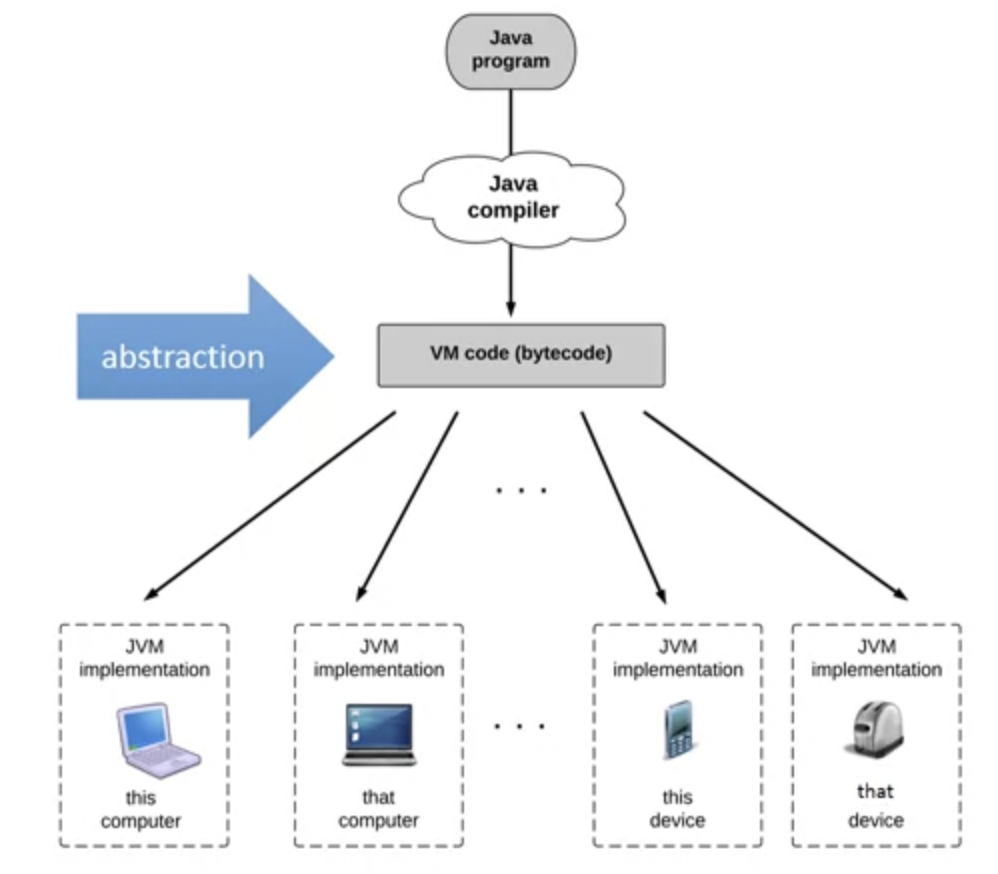 Java
program
Java
compiler
abstraction
VM code (bytecode)
. . .
JVM
implementation
this
computer
JVM
implementation
that
computer
. . .
JVM
implementation
this
device
JVM
implementation
that
device